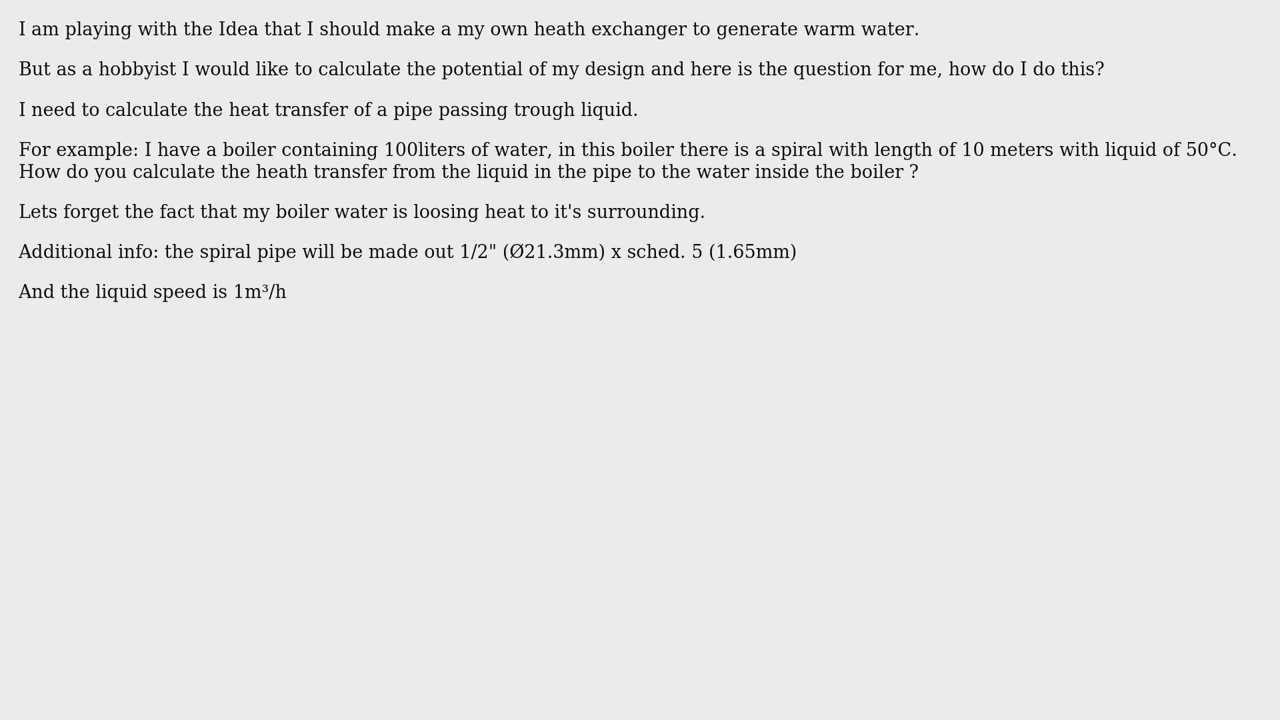 I am playing with the Idea that I should make a my own heath exchanger to generate warm water.
But as a hobbyist I would like to calculate the potential of my design and here is the question for me, how do I do this?
I need to calculate the heat transfer of a pipe passing trough liquid.
For example: I have a boiler containing 100liters of water, in this boiler there is a spiral with length of 10 meters with liquid of 50°C.
How do you calculate the heath transfer from the liquid in the pipe to the water inside the boiler ?
Lets forget the fact that my boiler water is loosing heat to it's surrounding.
Additional info: the spiral pipe will be made out 1/2" (Ø21.3mm) x sched. 5 (1.65mm)
And the liquid speed is 1m³/h